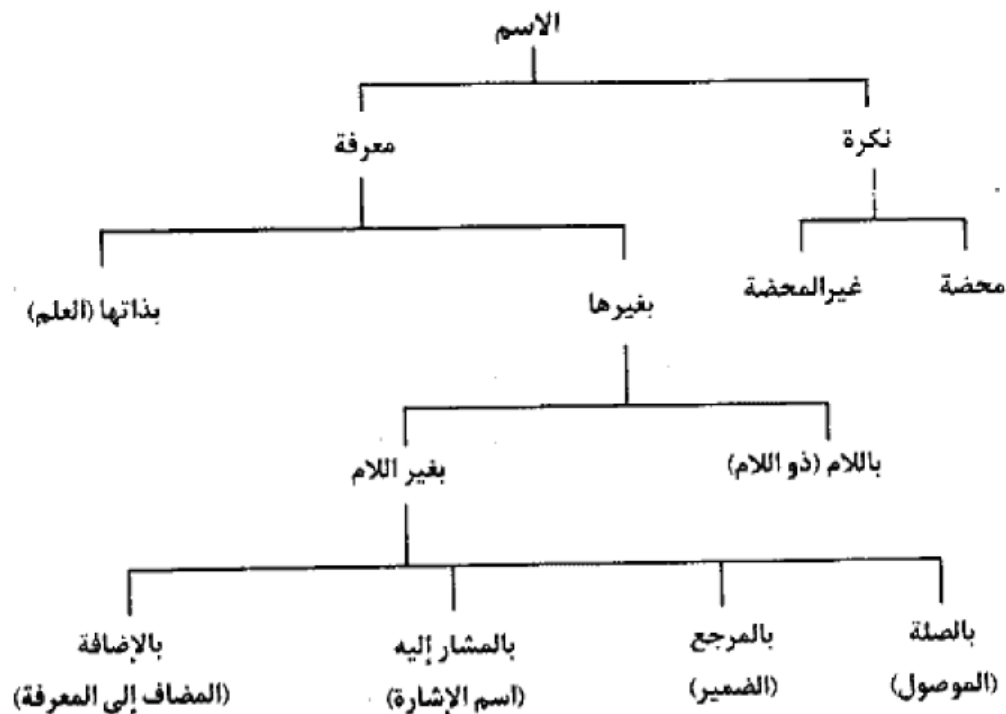 الاسم
نكرة
معرفة
محضة
غيرالمحضة
بغيرها
بذاتها (العلم)
باللام (ذو اللام)
بغير اللام
بالصلة
(الموصول)
بالمرجع
(الضمير)
بالمشار إليه
(اسم الإشارة)
بالإضافة
(المضاف إلى المعرفة)